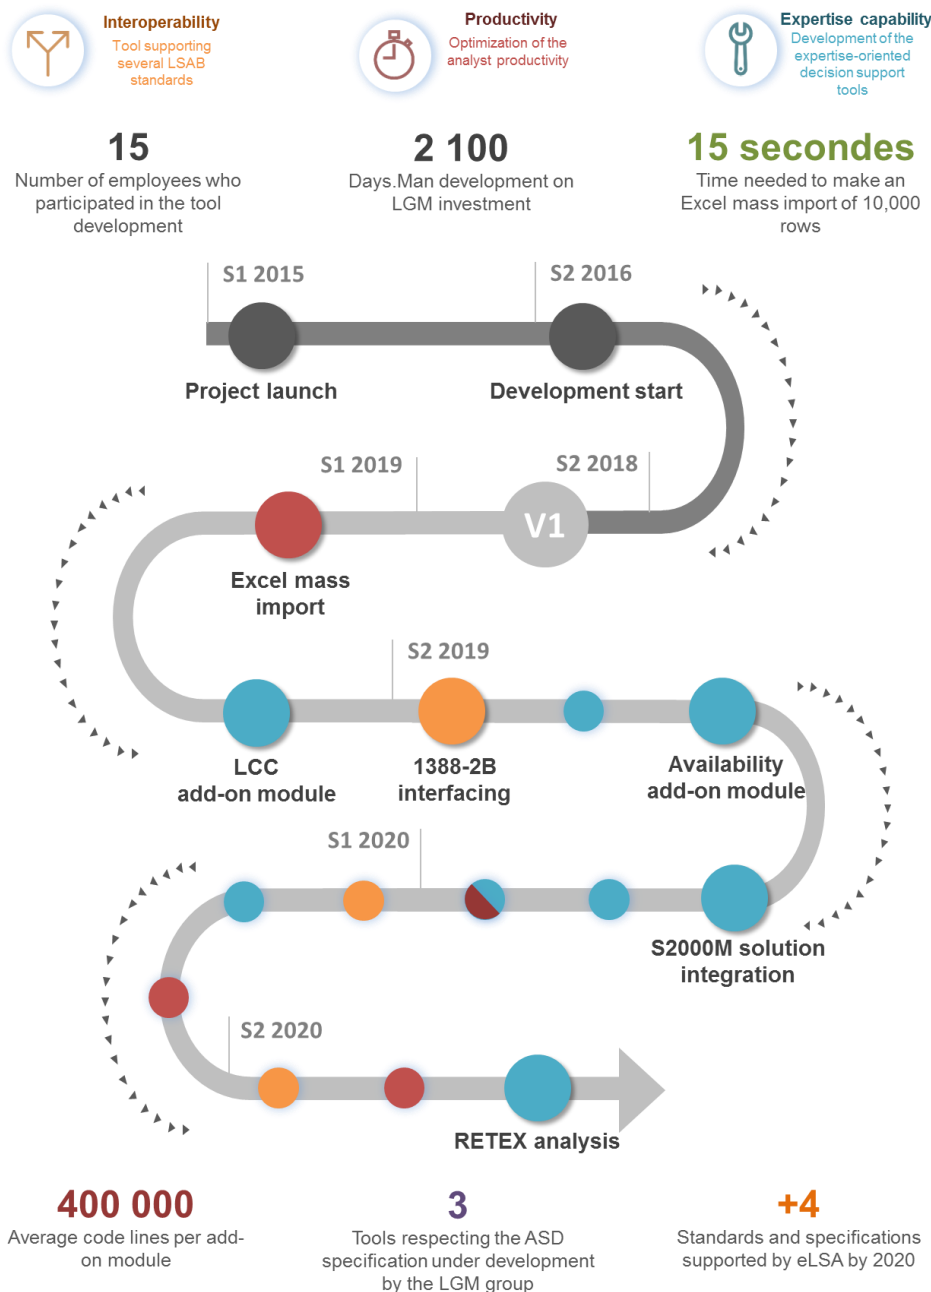 Interoperability
Tool supporting
several LSAB
standards
Productivity
Optimization of the
analyst productivity
Expertise capability
Development of the
expertise-oriented
decision support
tools
15
Number of employees who
participated in the tool
development
2 100
Days.Man development on
LGM investment
15 secondes
Time needed to make an
Excel mass import of 10,000
rows
S1 2015
S2 2016
Project launch
Development start
S1 2019
S2 2018
V1
Excel mass
import
S2 2019
LCC
add-on module
1388-2B
interfacing
Availability
add-on module
S1 2020
S2000M solution
integration
S2 2020
RETEX analysis
400 000
Average code lines per add-
on module
3
Tools respecting the ASD
specification under development
by the LGM group
+4
Standards and specifications
supported by eLSA by 2020